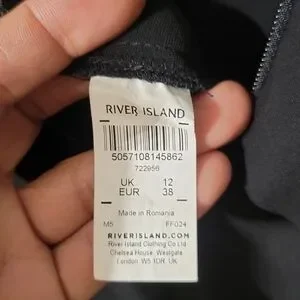 RIVER ISLAND
5057108145862
722956
UK 12
EUR 38
Made in Romania
M5 FF024
RIVERISLAND.COM
River Island Clothing Co Ltd
Chelsea House, Westgate
London W5 1DR UK